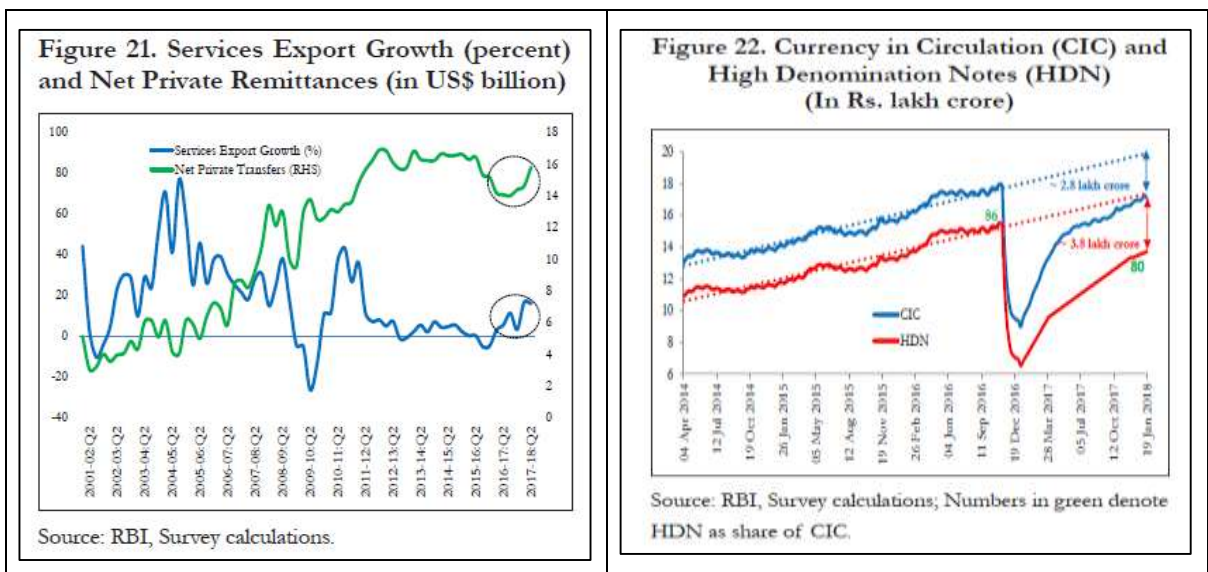 Figure 21. Services Export Growth (percent)
and Net Private Remittances (in US$ billion)
100
80
60
40
20
0
-20
-40
Services Export Growth (%)
Net Private Transfers (RHS)
18
16
14
12
10
8
6
4
2
0
2001-02:Q2
2002-03:Q2
2003-04:Q2
2004-05:Q2
2005-06:Q2
2006-07:Q2
2007-08:Q2
2008-09:Q2
2009-10:Q2
2010-11:Q2
2011-12:Q2
2012-13:Q2
2013-14:Q2
2014-15:Q2
2015-16:Q2
2016-17:Q2
2017-18:Q2
Source: RBI, Survey calculations.
Figure 22. Currency in Circulation (CIC) and
High Denomination Notes (HDN)
(In Rs. lakh crore)
20
18
16
14
12
10
8
6
~ 2.8 lakh crore
86
~ 3.8 lakh crore
80
CIC
HDN
04 Apr 2014
12 Jul 2014
19 Oct 2014
26 Jan 2015
05 May 2015
12 Aug 2015
19 Nov 2015
26 Feb 2016
04 Jun 2016
11 Sep 2016
19 Dec 2016
28 Mar 2017
05 Jul 2017
12 Oct 2017
19 Jan 2018
Source: RBI, Survey calculations; Numbers in green denote
HDN as share of CIC.